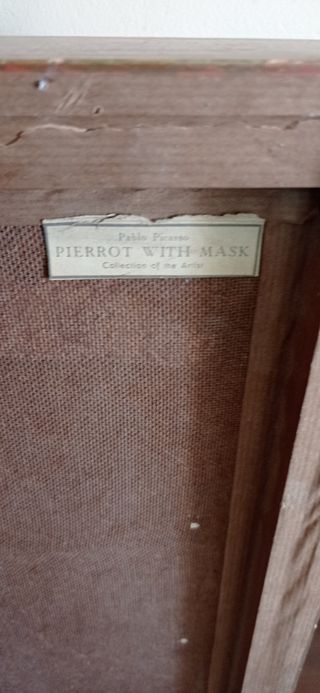 Pablo Picasso
PIERROT WITH MASK
Collection of the Artist